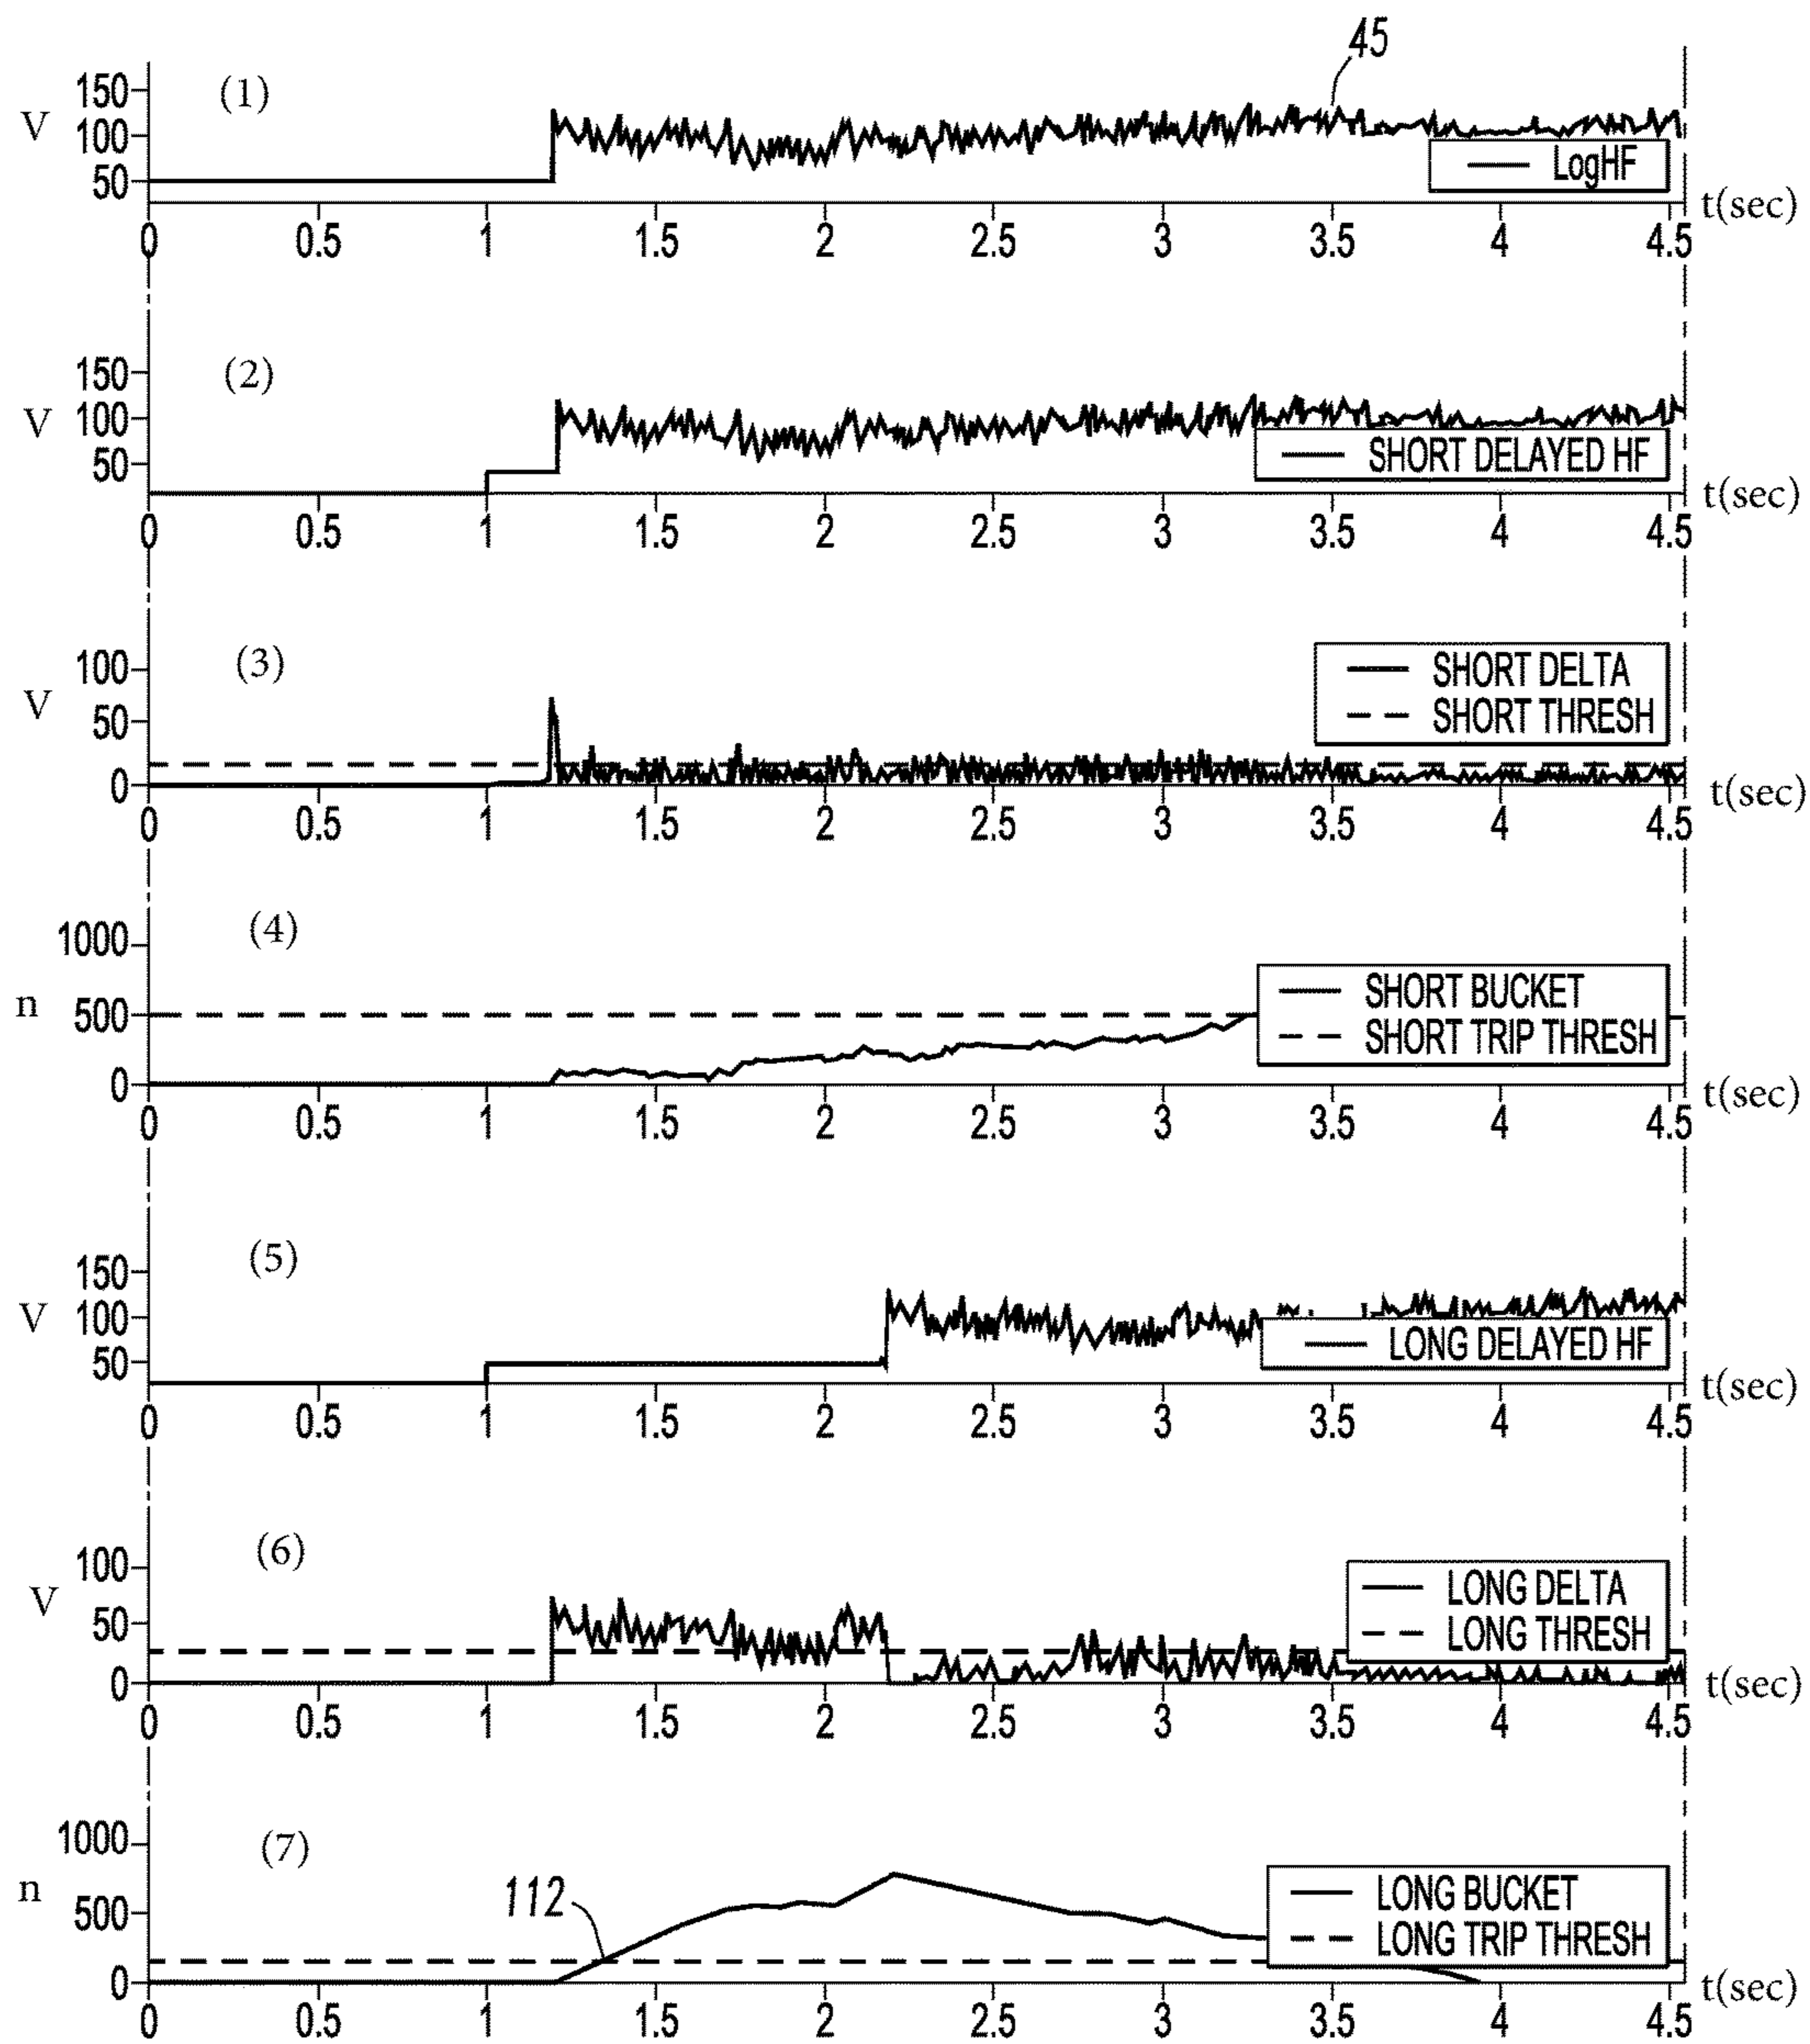 45
(1)
150
V 100
50
LogHF
t(sec)
0 0.5 1 1.5 2 2.5 3 3.5 4 4.5
(2)
150
V 100
50
SHORT DELAYED HF
t(sec)
0 0.5 1 1.5 2 2.5 3 3.5 4 4.5
(3)
100
V 50
0
SHORT DELTA
SHORT THRESH
t(sec)
0 0.5 1 1.5 2 2.5 3 3.5 4 4.5
(4)
1000
n 500
0
SHORT BUCKET
SHORT TRIP THRESH
t(sec)
0 0.5 1 1.5 2 2.5 3 3.5 4 4.5
(5)
150
V 100
50
LONG DELAYED HF
t(sec)
0 0.5 1 1.5 2 2.5 3 3.5 4 4.5
(6)
100
V 50
0
LONG DELTA
LONG THRESH
t(sec)
0 0.5 1 1.5 2 2.5 3 3.5 4 4.5
(7)
1000
n 500
0
112
LONG BUCKET
LONG TRIP THRESH
t(sec)
0 0.5 1 1.5 2 2.5 3 3.5 4 4.5